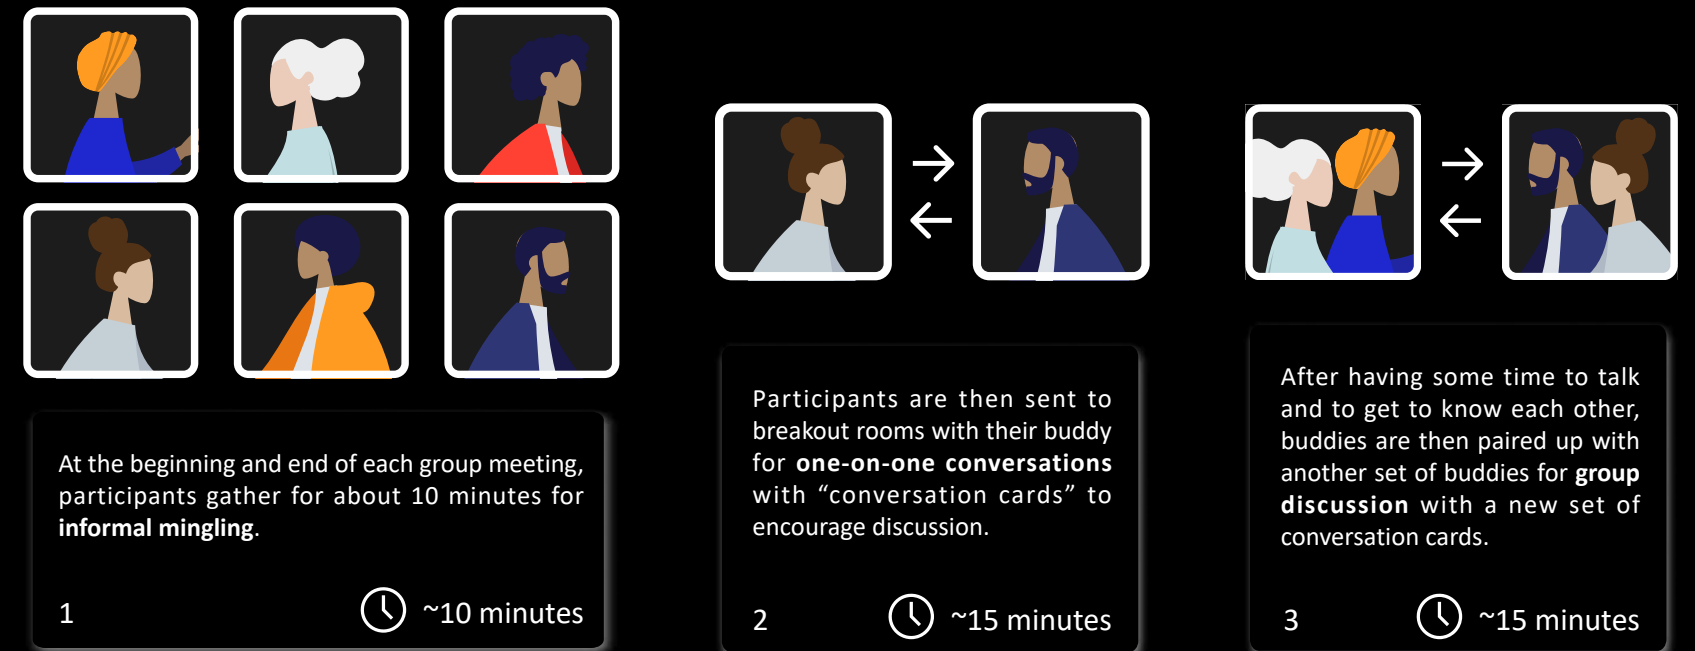 At the beginning and end of each group meeting,
participants gather for about 10 minutes for
informal mingling.
1
~10 minutes
Participants are then sent to
breakout rooms with their buddy
for one-on-one conversations
with “conversation cards” to
encourage discussion.
2
~15 minutes
After having some time to talk
and to get to know each other,
buddies are then paired up with
another set of buddies for group
discussion with a new set of
conversation cards.
3
~15 minutes